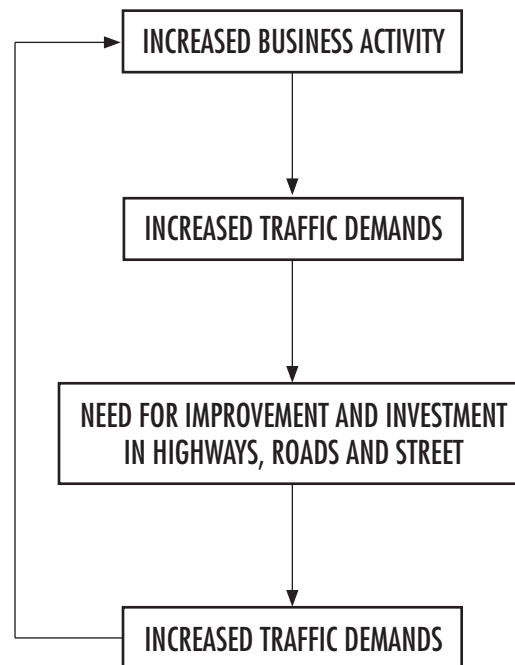 INCREASED BUSINESS ACTIVITY
INCREASED TRAFFIC DEMANDS
NEED FOR IMPROVEMENT AND INVESTMENT
IN HIGHWAYS, ROADS AND STREET
INCREASED TRAFFIC DEMANDS